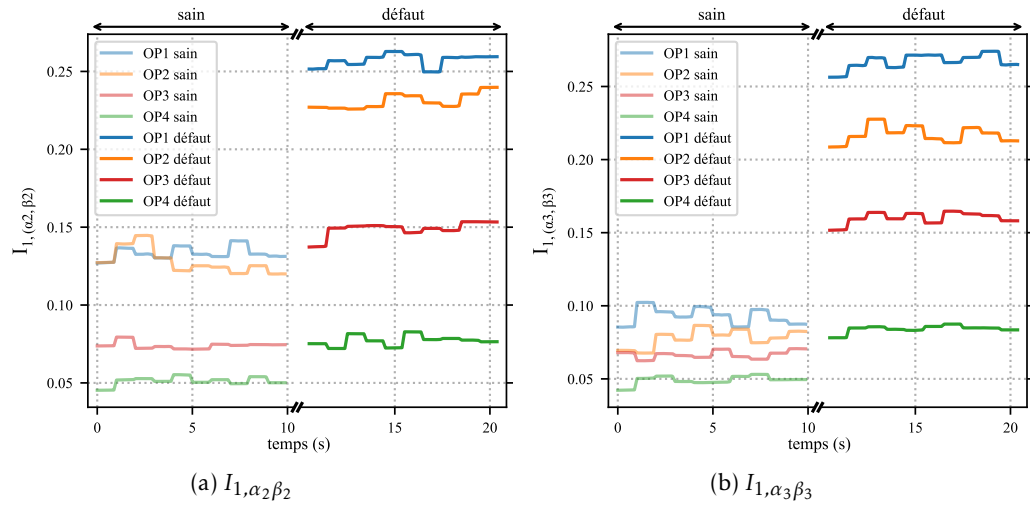 sain
défaut
OP1 sain
OP2 sain
OP3 sain
OP4 sain
OP1 défaut
OP2 défaut
OP3 défaut
OP4 défaut
0.25
0.20
0.15
0.10
0.05
I1, (α2, β2)
0
5
10
15
20
temps (s)
(a) I1,α2β2
sain
défaut
OP1 sain
OP2 sain
OP3 sain
OP4 sain
OP1 défaut
OP2 défaut
OP3 défaut
OP4 défaut
0.25
0.20
0.15
0.10
0.05
I1, (α3, β3)
0
5
10
15
20
temps (s)
(b) I1,α3β3